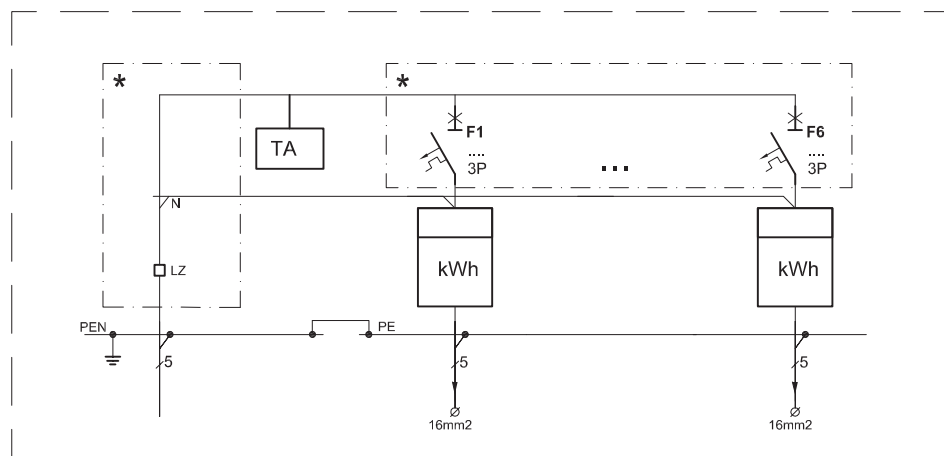 *
*
F1
F6
TA
....
....
3P
...
3P
N
kWh
kWh
LZ
PEN
PE
5
5
5
16mm2
16mm2